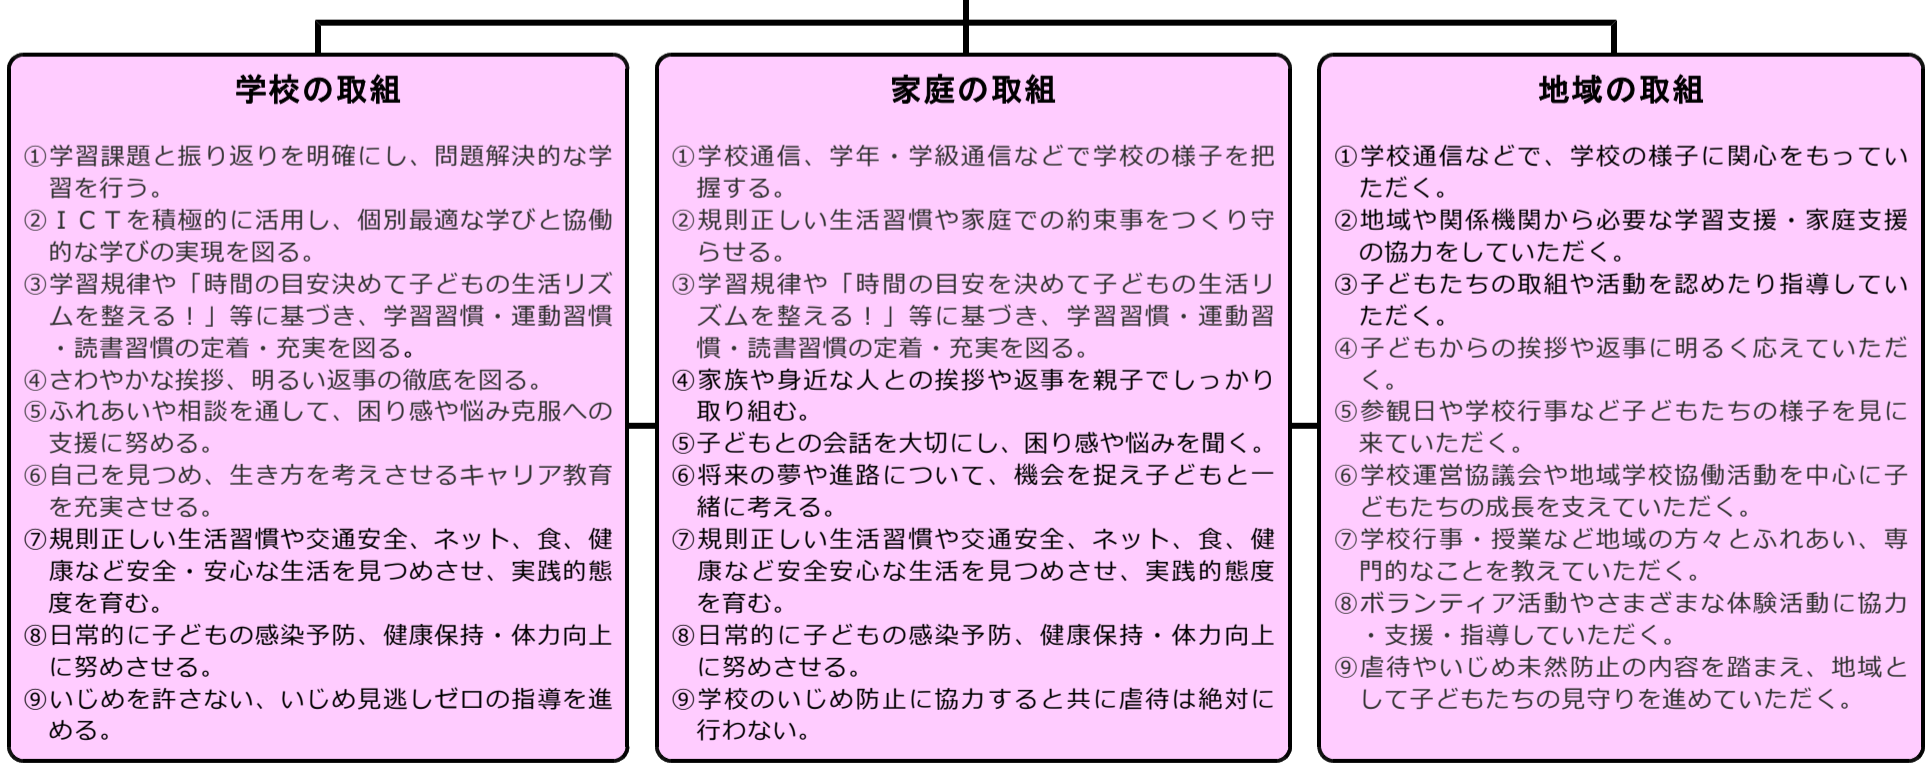 学校の取組
①学習課題と振り返りを明確にし、問題解決的な学
習を行う。
②ＩＣＴを積極的に活用し、個別最適な学びと協働
的な学びの実現を図る。
③学習規律や「時間の目安決めて子どもの生活リズ
ムを整える！」等に基づき、学習習慣・運動習慣
・読書習慣の定着・充実を図る。
④さわやかな挨拶、明るい返事の徹底を図る。
⑤ふれあいや相談を通して、困り感や悩み克服への
支援に努める。
⑥自己を見つめ、生き方を考えさせるキャリア教育
を充実させる。
⑦規則正しい生活習慣や交通安全、ネット、食、健
康など安全・安心な生活を見つめさせ、実践的態
度を育む。
⑧日常的に子どもの感染予防、健康保持・体力向上
に努めさせる。
⑨いじめを許さない、いじめ見逃しゼロの指導を進
める。
家庭の取組
①学校通信、学年・学級通信などで学校の様子を把
握する。
②規則正しい生活習慣や家庭での約束事をつくり守
らせる。
③学習規律や「時間の目安を決めて子どもの生活リ
ズムを整える！」等に基づき、学習習慣・運動習
慣・読書習慣の定着・充実を図る。
④家族や身近な人との挨拶や返事を親子でしっかり
取り組む。
⑤子どもとの会話を大切にし、困り感や悩みを聞く。
⑥将来の夢や進路について、機会を捉え子どもと一
緒に考える。
⑦規則正しい生活習慣や交通安全、ネット、食、健
康など安全安心な生活を見つめさせ、実践的態度
を育む。
⑧日常的に子どもの感染予防、健康保持・体力向上
に努めさせる。
⑨学校のいじめ防止に協力すると共に虐待は絶対に
行わない。
地域の取組
①学校通信などで、学校の様子に関心をもってい
ただく。
②地域や関係機関から必要な学習支援・家庭支援
の協力をしていただく。
③子どもたちの取組や活動を認めたり指導してい
ただく。
④子どもからの挨拶や返事に明るく応えていただ
く。
⑤参観日や学校行事など子どもたちの様子を見に
来ていただく。
⑥学校運営協議会や地域学校協働活動を中心に子
どもたちの成長を支えていただく。
⑦学校行事・授業など地域の方々とふれあい、専
門的なことを教えていただく。
⑧ボランティア活動やさまざまな体験活動に協力
・支援・指導していただく。
⑨虐待やいじめ未然防止の内容を踏まえ、地域と
して子どもたちの見守りを進めていただく。